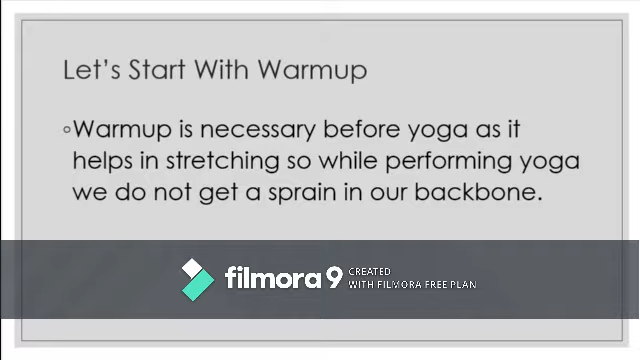 Let's Start With Warmup
◦Warmup is necessary before yoga as it
helps in stretching so while performing yoga
we do not get a sprain in our backbone.
filmora 9 CREATED
WITH FILMORA FREE PLAN